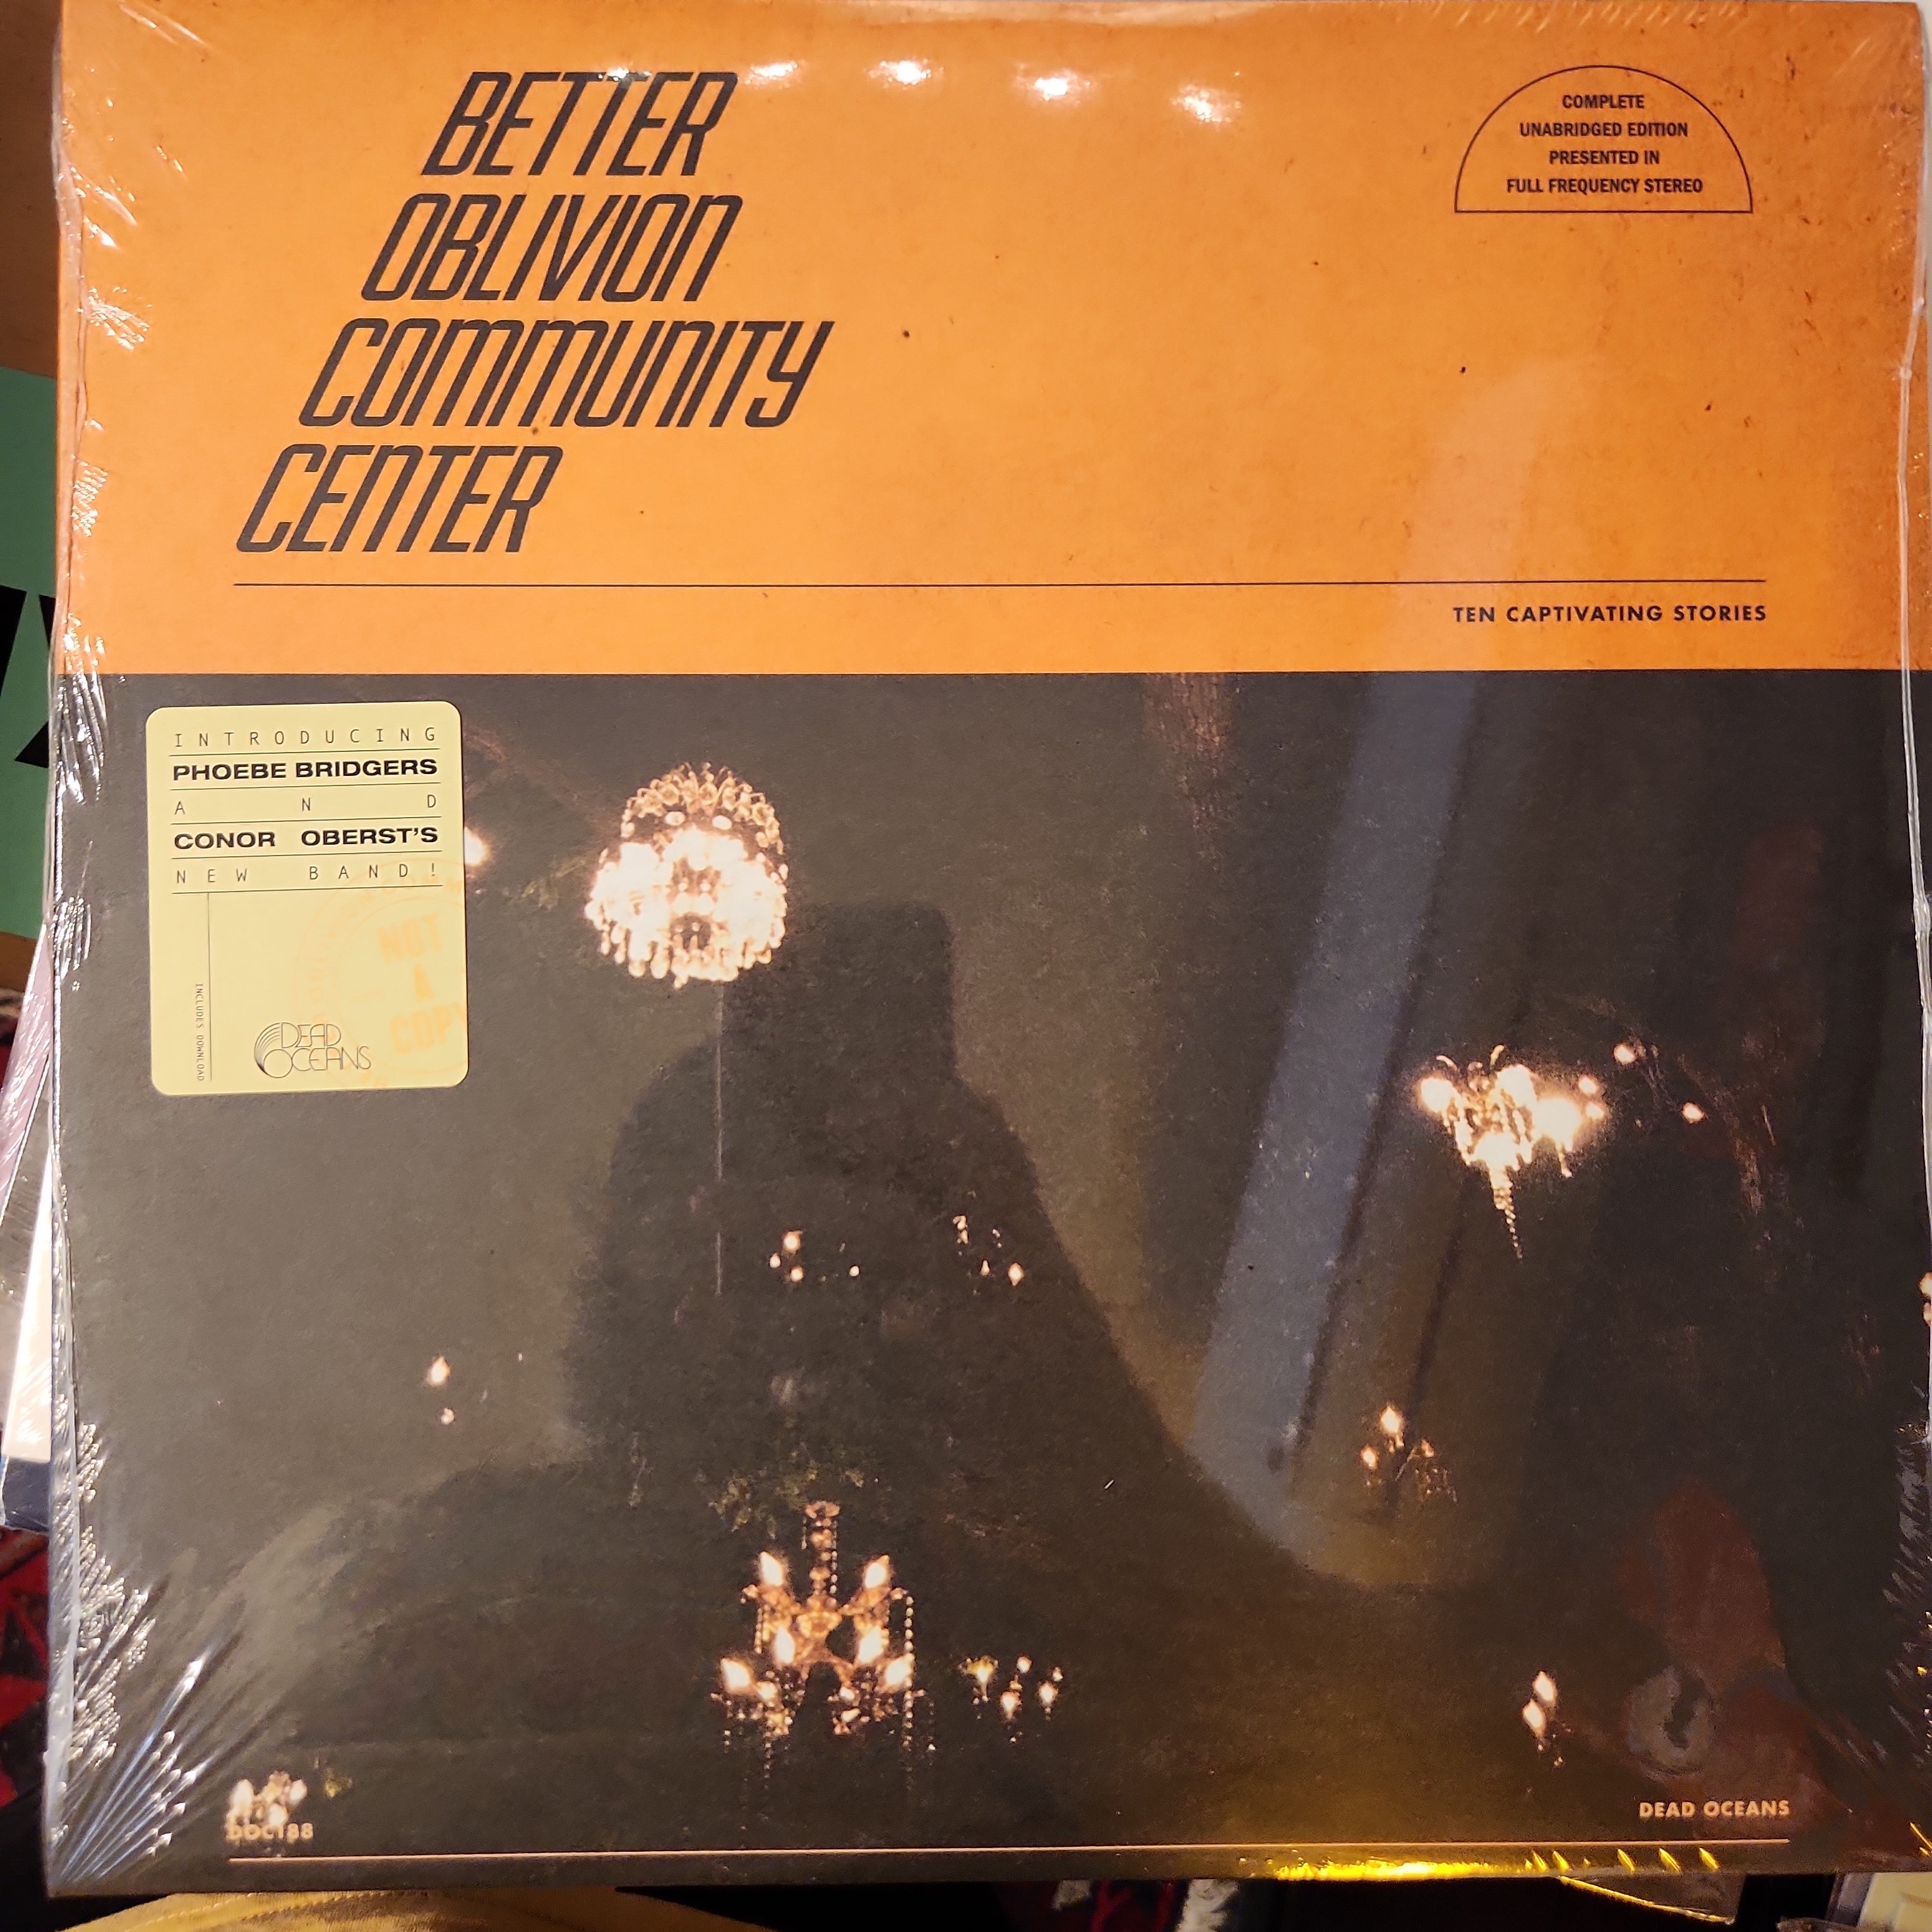 BETTER
OBLIVION
COMMUNITY
CENTER
COMPLETE
UNABRIDGED EDITION
PRESENTED IN
FULL FREQUENCY STEREO
TEN CAPTIVATING STORIES
INTRODUCING
PHOEBE BRIDGERS
AND
CONOR OBERST'S
NEW BAND!
NOT
A
COPY
INCLUDES DOWNLOAD
DEAD
OCEANS
DOC188
DEAD OCEANS